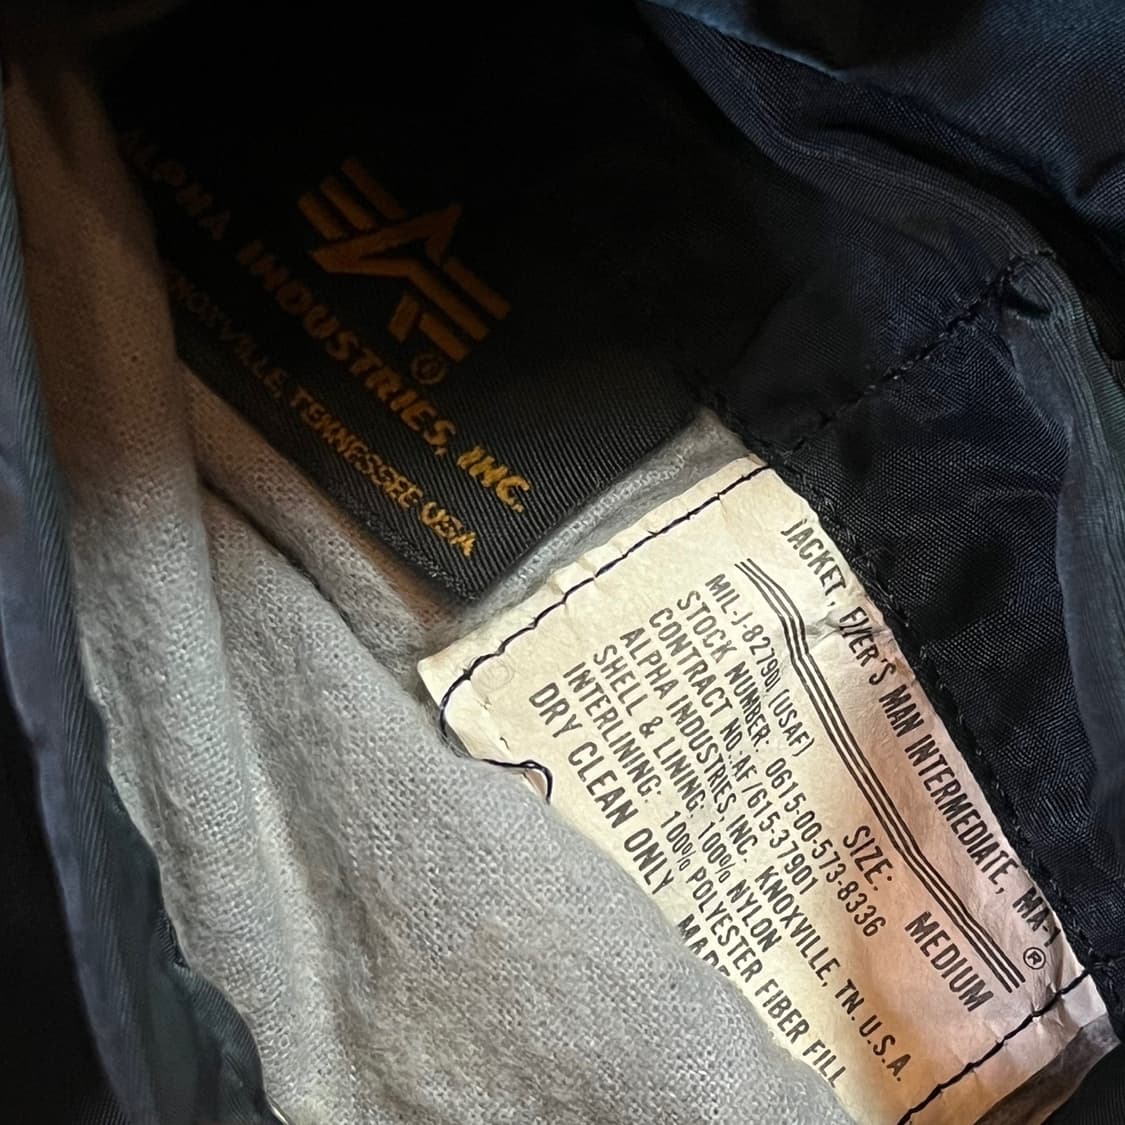 ALPHA INDUSTRIES, INC.
KNOXVILLE, TENNESSEE USA
JACKET, FLYER'S MAN INTERMEDIATE, MA-1
®
SIZE: MEDIUM
MIL-J-8279D (USAF)
STOCK NUMBER: 0615-00-573-8336
CONTRACT NO: AF/615-37901
ALPHA INDUSTRIES, INC. KNOXVILLE, TN. U.S.A.
SHELL & LINING: 100% NYLON
INTERLINING: 100% POLYESTER FIBER FILL
DRY CLEAN ONLY MADE